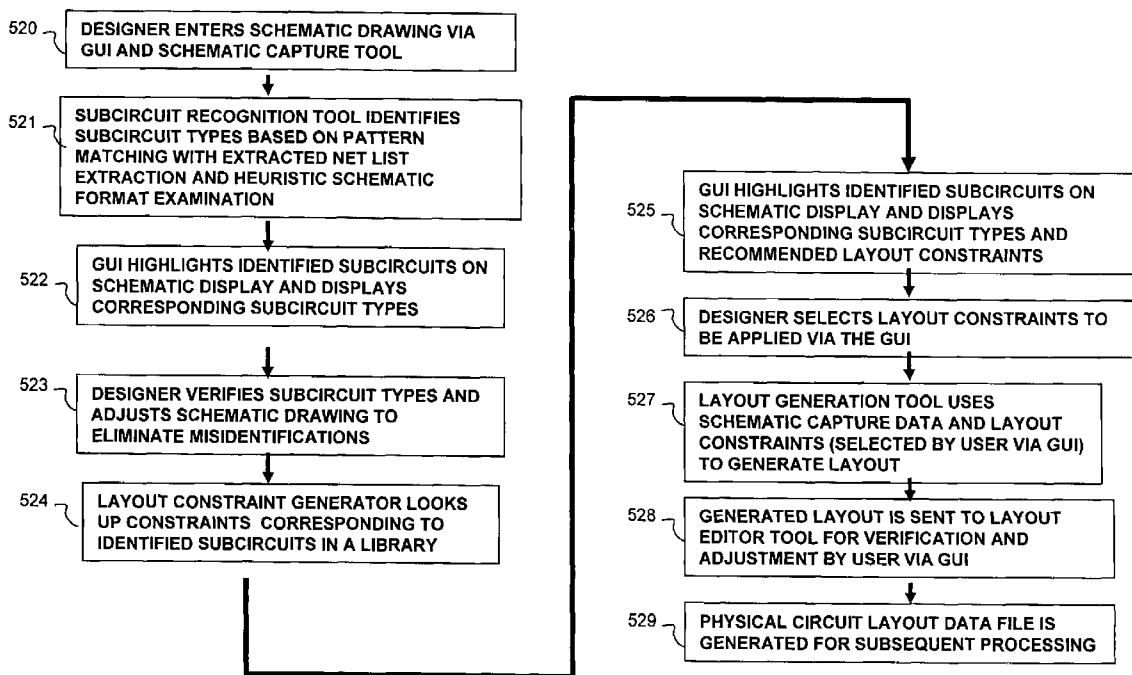 520
DESIGNER ENTERS SCHEMATIC DRAWING VIA
GUI AND SCHEMATIC CAPTURE TOOL
521
SUBCIRCUIT RECOGNITION TOOL IDENTIFIES
SUBCIRCUIT TYPES BASED ON PATTERN
MATCHING WITH EXTRACTED NET LIST
EXTRACTION AND HEURISTIC SCHEMATIC
FORMAT EXAMINATION
522
GUI HIGHLIGHTS IDENTIFIED SUBCIRCUITS ON
SCHEMATIC DISPLAY AND DISPLAYS
CORRESPONDING SUBCIRCUIT TYPES
523
DESIGNER VERIFIES SUBCIRCUIT TYPES AND
ADJUSTS SCHEMATIC DRAWING TO
ELIMINATE MISIDENTIFICATIONS
524
LAYOUT CONSTRAINT GENERATOR LOOKS
UP CONSTRAINTS CORRESPONDING TO
IDENTIFIED SUBCIRCUITS IN A LIBRARY
525
GUI HIGHLIGHTS IDENTIFIED SUBCIRCUITS ON
SCHEMATIC DISPLAY AND DISPLAYS
CORRESPONDING SUBCIRCUIT TYPES AND
RECOMMENDED LAYOUT CONSTRAINTS
526
DESIGNER SELECTS LAYOUT CONSTRAINTS TO
BE APPLIED VIA THE GUI
527
LAYOUT GENERATION TOOL USES
SCHEMATIC CAPTURE DATA AND LAYOUT
CONSTRAINTS (SELECTED BY USER VIA GUI)
TO GENERATE LAYOUT
528
GENERATED LAYOUT IS SENT TO LAYOUT
EDITOR TOOL FOR VERIFICATION AND
ADJUSTMENT BY USER VIA GUI
529
PHYSICAL CIRCUIT LAYOUT DATA FILE IS
GENERATED FOR SUBSEQUENT PROCESSING